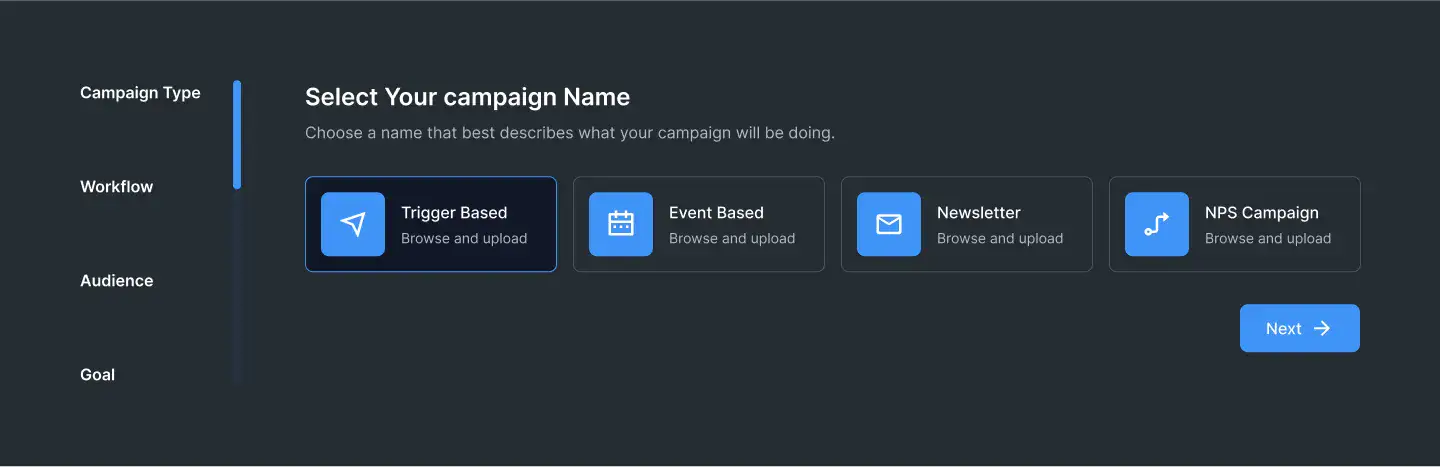 Campaign Type
Workflow
Audience
Goal
Select Your campaign Name
Choose a name that best describes what your campaign will be doing.
Trigger Based
Browse and upload
Event Based
Browse and upload
Newsletter
Browse and upload
NPS Campaign
Browse and upload
Next